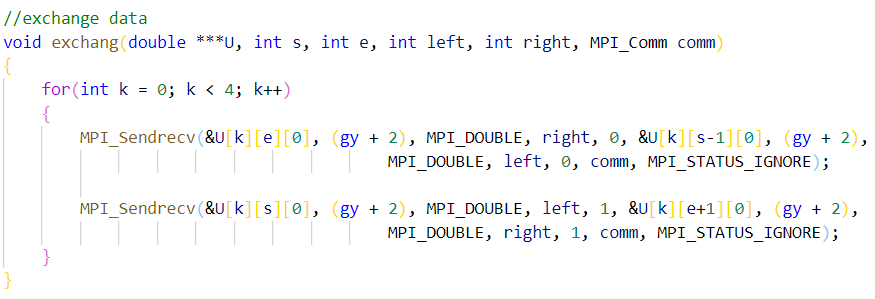 //exchange data
void exchang(double ***U, int s, int e, int left, int right, MPI_Comm comm)
{
    for(int k = 0; k < 4; k++)
    {
        MPI_Sendrecv(&U[k][e][0], (gy + 2), MPI_DOUBLE, right, 0, &U[k][s-1][0], (gy + 2),
                                        MPI_DOUBLE, left, 0, comm, MPI_STATUS_IGNORE);

        MPI_Sendrecv(&U[k][s][0], (gy + 2), MPI_DOUBLE, left, 1, &U[k][e+1][0], (gy + 2),
                                        MPI_DOUBLE, right, 1, comm, MPI_STATUS_IGNORE);
    }
}